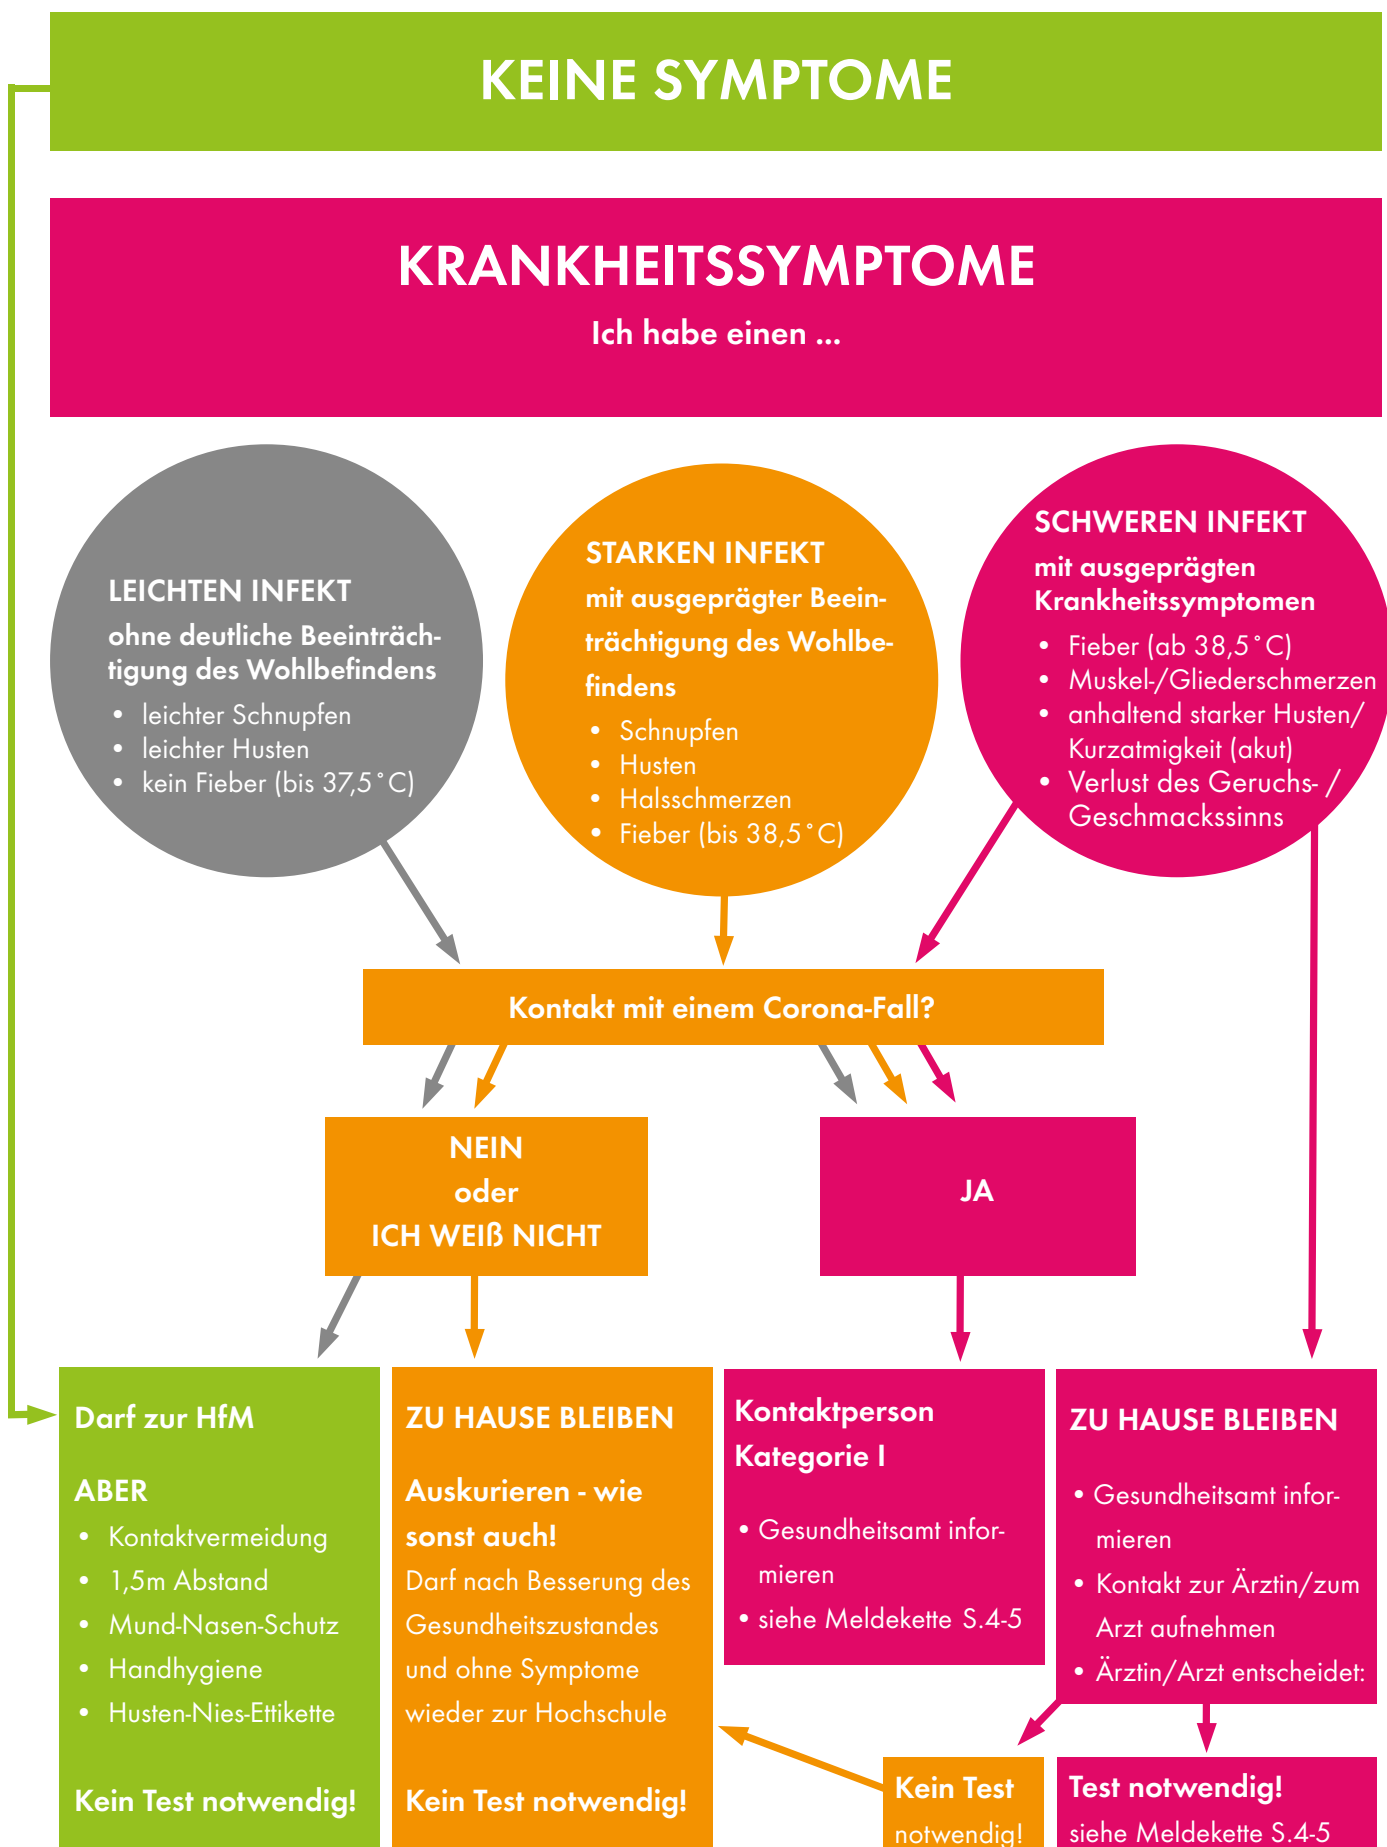 KEINE SYMPTOME
KRANKHEITSSYMPTOME
Ich habe einen ...
LEICHTEN INFEKT
ohne deutliche Beeinträch-
tigung des Wohlbefindens
• leichter Schnupfen
• leichter Husten
• kein Fieber (bis 37,5°C)
STARKEN INFEKT
mit ausgeprägter Beein-
trächtigung des Wohlbe-
findens
• Schnupfen
• Husten
• Halsschmerzen
• Fieber (bis 38,5°C)
SCHWEREN INFEKT
mit ausgeprägten
Krankheitssymptomen
• Fieber (ab 38,5°C)
• Muskel-/Gliederschmerzen
• anhaltend starker Husten/
Kurzatmigkeit (akut)
• Verlust des Geruchs- /
Geschmackssinns
Kontakt mit einem Corona-Fall?
NEIN
oder
ICH WEIß NICHT
JA
Darf zur HfM
ABER
• Kontaktvermeidung
• 1,5m Abstand
• Mund-Nasen-Schutz
• Handhygiene
• Husten-Nies-Ettikette
Kein Test notwendig!
ZU HAUSE BLEIBEN
Auskurieren - wie
sonst auch!
Darf nach Besserung des
Gesundheitszustandes
und ohne Symptome
wieder zur Hochschule
Kein Test notwendig!
Kontaktperson
Kategorie I
• Gesundheitsamt infor-
mieren
• siehe Meldekette S.4-5
ZU HAUSE BLEIBEN
• Gesundheitsamt infor-
mieren
• Kontakt zur Ärztin/zum
Arzt aufnehmen
• Ärztin/Arzt entscheidet:
Kein Test
notwendig!
Test notwendig!
siehe Meldekette S.4-5